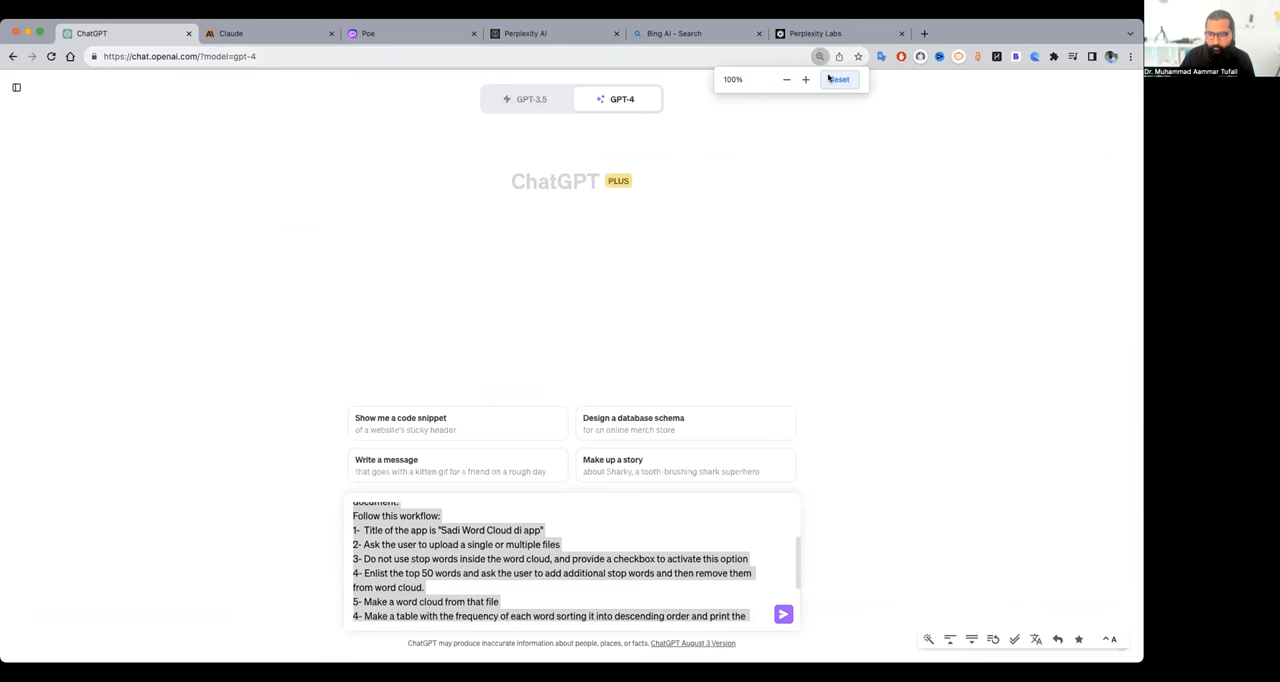 ChatGPT
Claude
Poe
Perplexity AI
Bing AI - Search
Perplexity Labs
https://chat.openai.com/?model=gpt-4
Dr. Muhammad Aammar Tufail
100%
Reset
GPT-3.5
GPT-4
ChatGPT PLUS
Show me a code snippet
of a website's sticky header
Design a database schema
for an online merch store
Write a message
that goes with a kitten gif for a friend on a rough day
Make up a story
about Sharky, a tooth-brushing shark superhero
document.
Follow this workflow:
1- Title of the app is "Sadi Word Cloud di app"
2- Ask the user to upload a single or multiple files
3- Do not use stop words inside the word cloud, and provide a checkbox to activate this option
4- Enlist the top 50 words and ask the user to add additional stop words and then remove them
from word cloud.
5- Make a word cloud from that file
4- Make a table with the frequency of each word sorting it into descending order and print the
ChatGPT may produce inaccurate information about people, places, or facts. ChatGPT August 3 Version
A